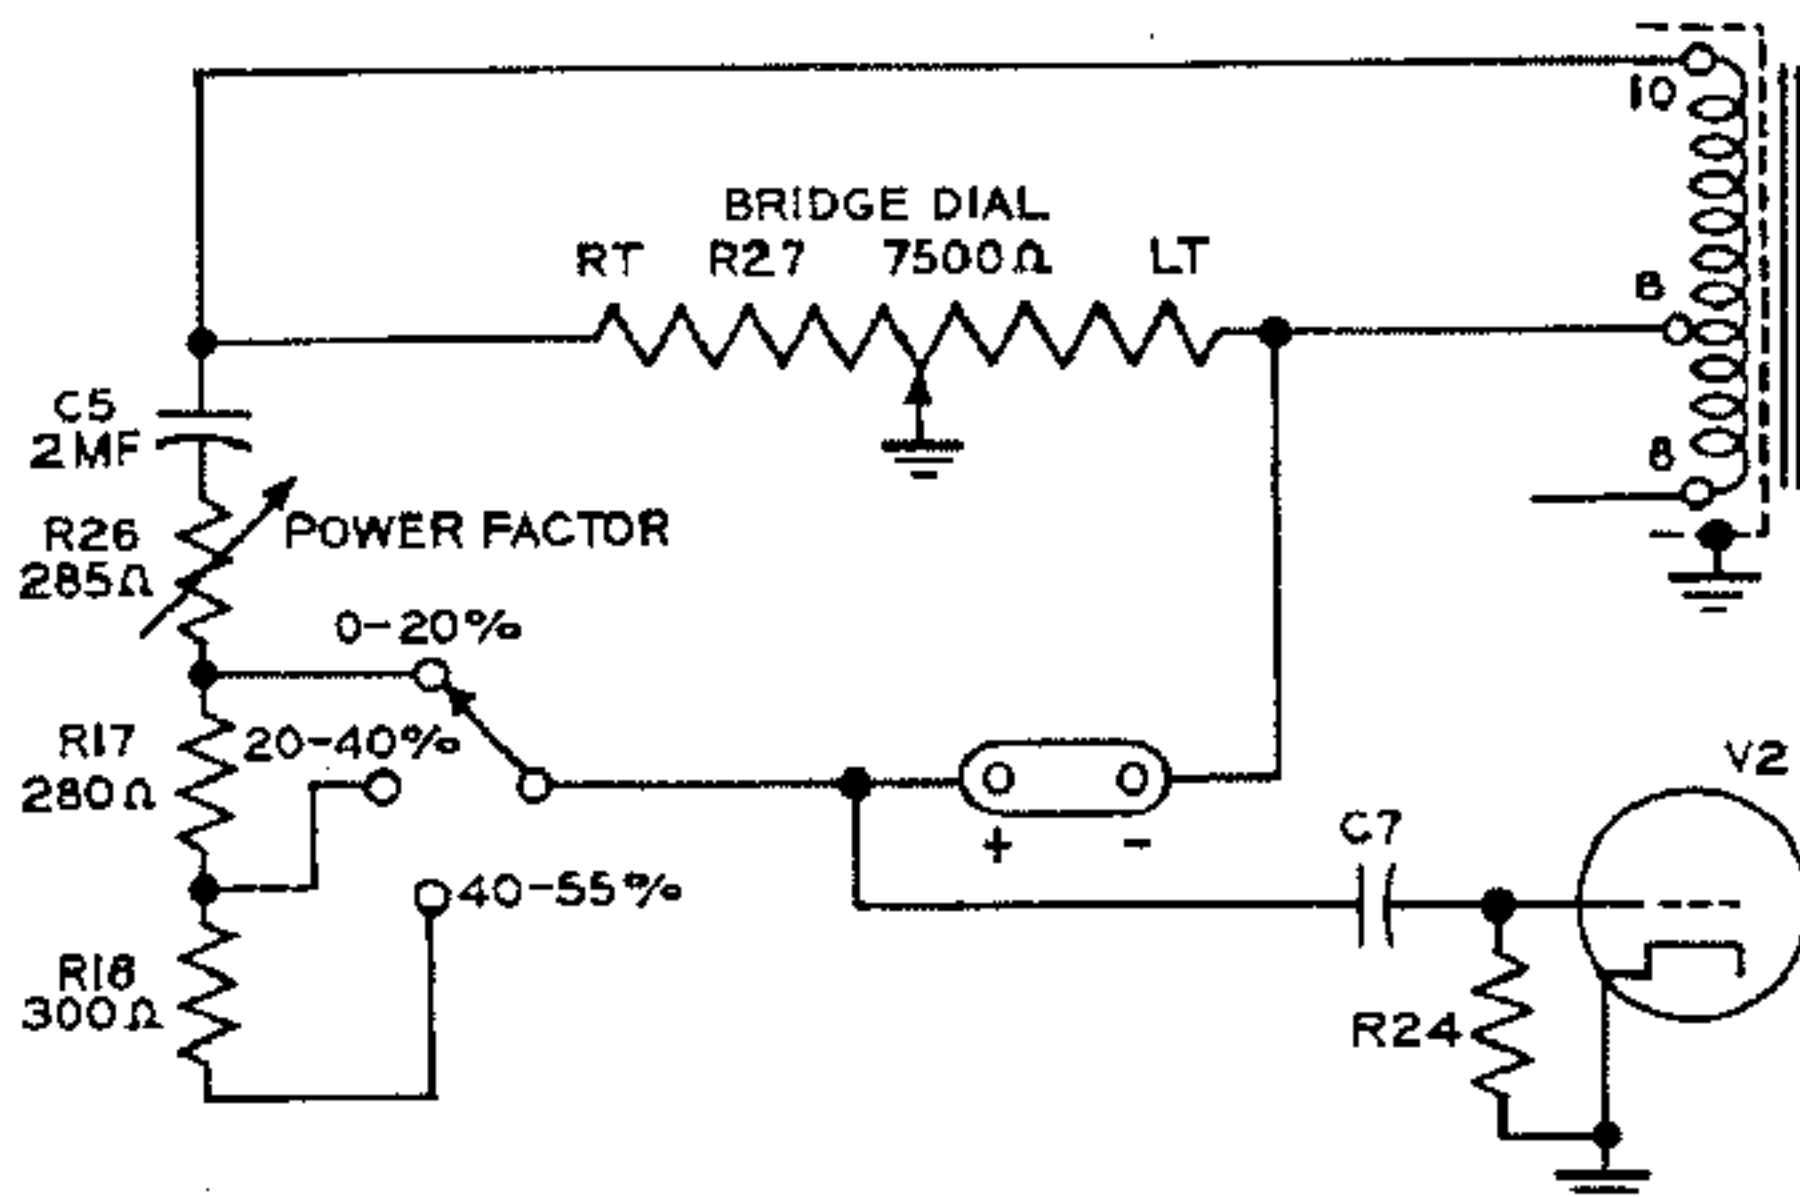 10
BRIDGE DIAL
RT R27 7500Ω LT
8
C5
2MF
8
R26
285Ω
POWER FACTOR
0-20%
R17
280Ω
20-40%
V2
+ -
C7
40-55%
R18
300Ω
R24